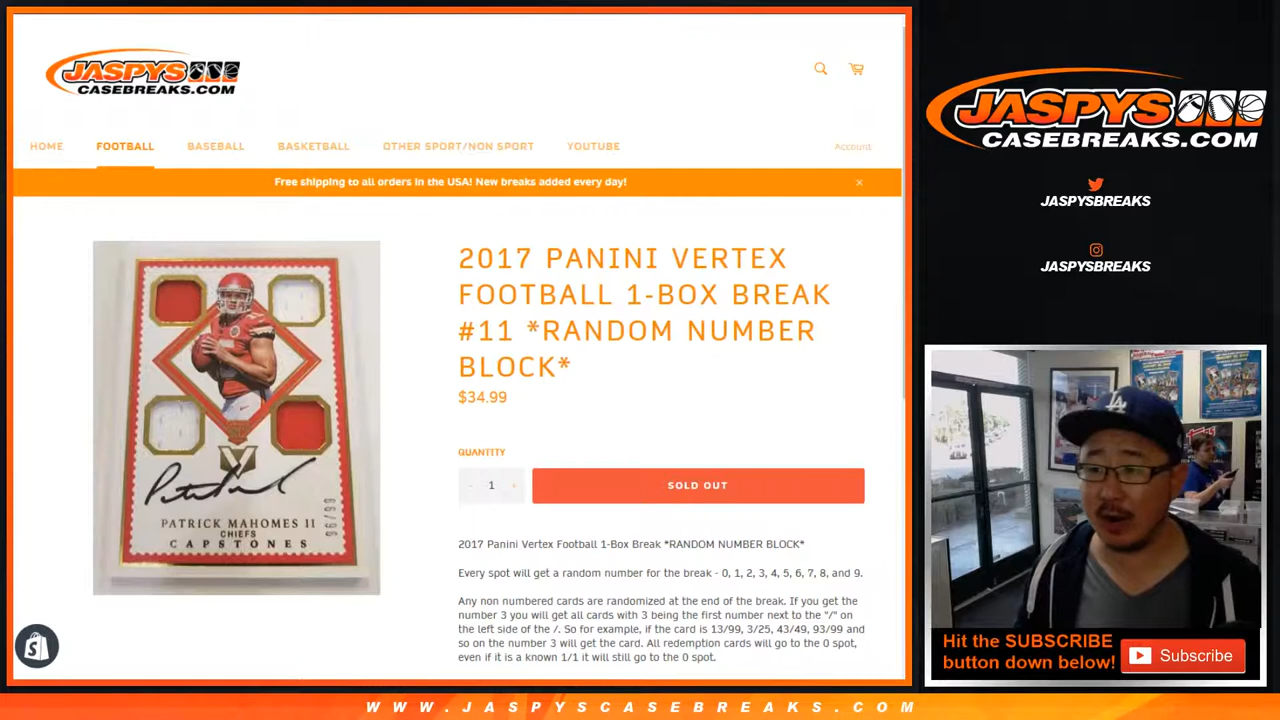 JASPYS
CASEBREAKS.COM
HOME
FOOTBALL
BASEBALL
BASKETBALL
OTHER SPORT/NON SPORT
YOUTUBE
Account
Free shipping to all orders in the USA! New breaks added every day!
×
PATRICK MAHOMES II
CHIEFS
CAPSTONES
2017 PANINI VERTEX
FOOTBALL 1-BOX BREAK
#11 *RANDOM NUMBER
BLOCK*
$34.99
QUANTITY
- 1 +
SOLD OUT
2017 Panini Vertex Football 1-Box Break *RANDOM NUMBER BLOCK*
Every spot will get a random number for the break - 0, 1, 2, 3, 4, 5, 6, 7, 8, and 9.
Any non numbered cards are randomized at the end of the break. If you get the
number 3 you will get all cards with 3 being the first number next to the "/" on
the left side of the /. So for example, if the card is 13/99, 3/25, 43/49, 93/99 and
so on the number 3 will get the card. All redemption cards will go to the 0 spot,
even if it is a known 1/1 it will still go to the 0 spot.
JASPYS
CASEBREAKS.COM
JASPYSBREAKS
JASPYSBREAKS
LA
Hit the SUBSCRIBE
button down below!
Subscribe
WWW.JASPYSCASEBREAKS.COM